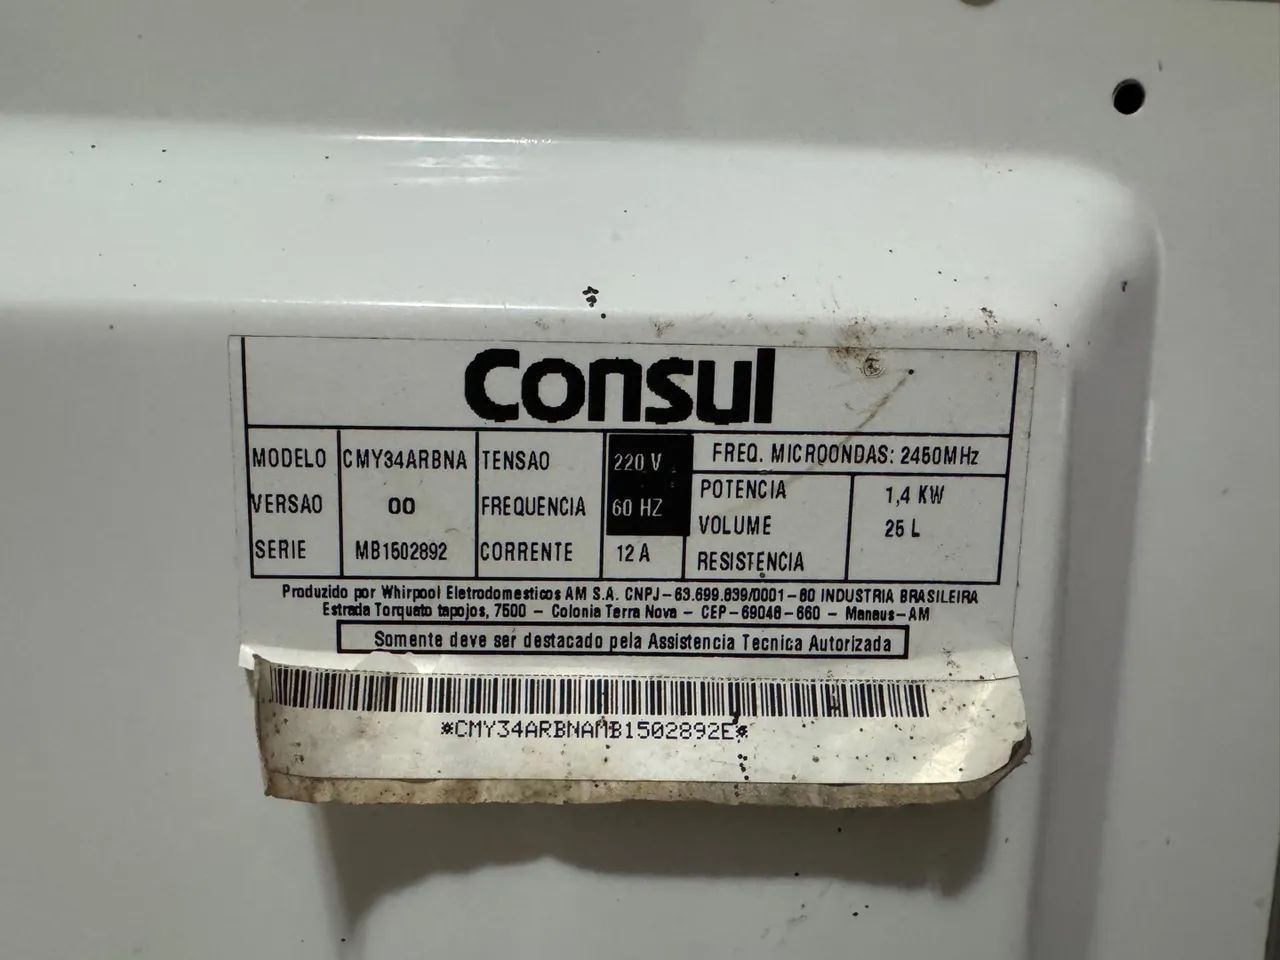 Consul
MODELO CMY34ARBNA TENSAO 220 V FREQ. MICROONDAS: 2450MHz
VERSAO 00 FREQUENCIA 60 HZ POTENCIA 1,4 KW
VOLUME 25 L
SERIE MB1502892 CORRENTE 12 A RESISTENCIA
Produzido por Whirpool Eletrodomesticos AM S.A. CNPJ-63.699.839/0001-80 INDUSTRIA BRASILEIRA
Estrada Torquato tapajos, 7500 - Colonia Terra Nova - CEP-69048-660 - Manaus-AM
Somente deve ser destacado pela Assistencia Tecnica Autorizada
*CMY34ARBNAMB1502892E*